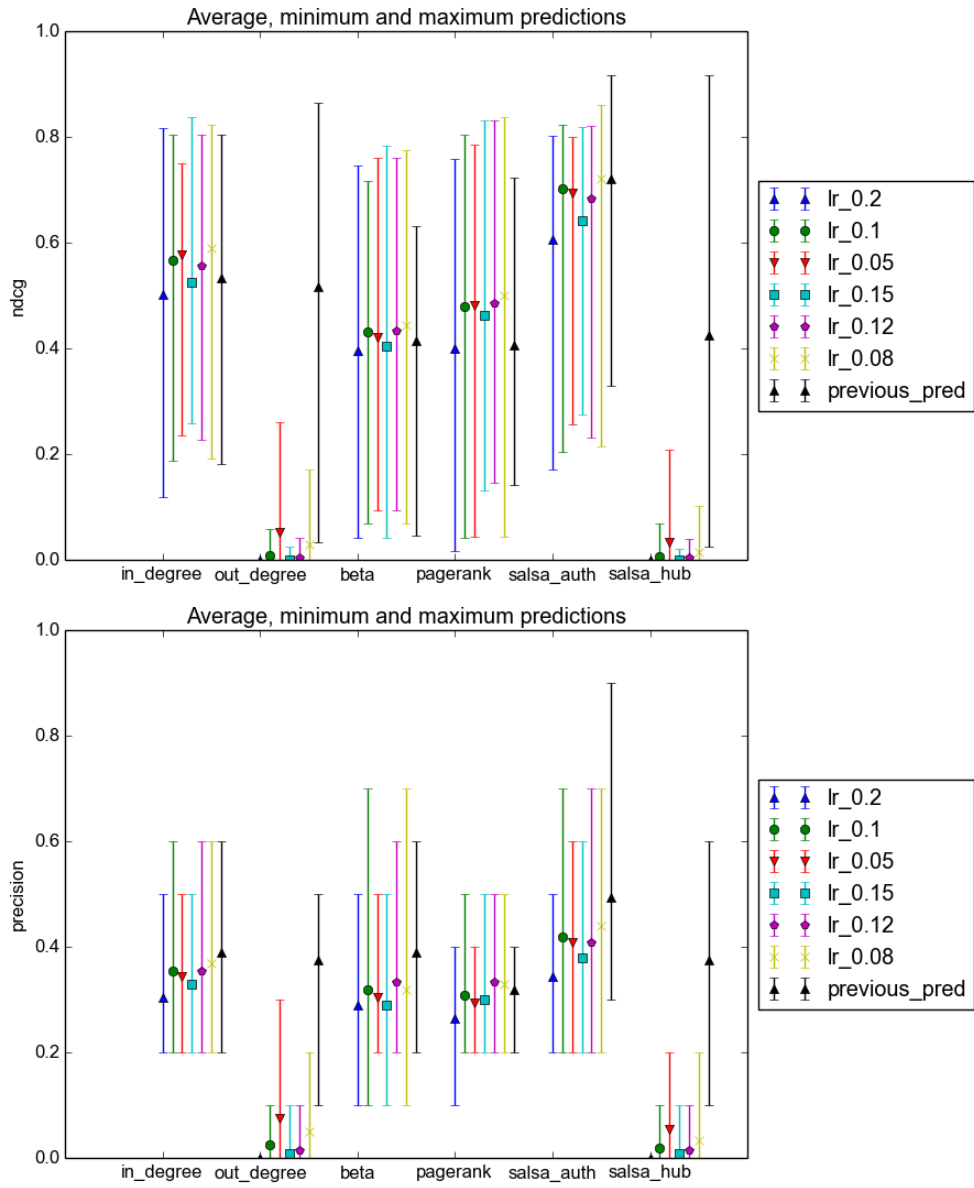 Average, minimum and maximum predictions
1.0
0.8
0.6
0.4
0.2
0.0
ndcg
in_degree
out_degree
beta
pagerank
salsa_auth
salsa_hub
lr_0.2
lr_0.1
lr_0.05
lr_0.15
lr_0.12
lr_0.08
previous_pred
Average, minimum and maximum predictions
1.0
0.8
0.6
0.4
0.2
0.0
precision
in_degree
out_degree
beta
pagerank
salsa_auth
salsa_hub
lr_0.2
lr_0.1
lr_0.05
lr_0.15
lr_0.12
lr_0.08
previous_pred